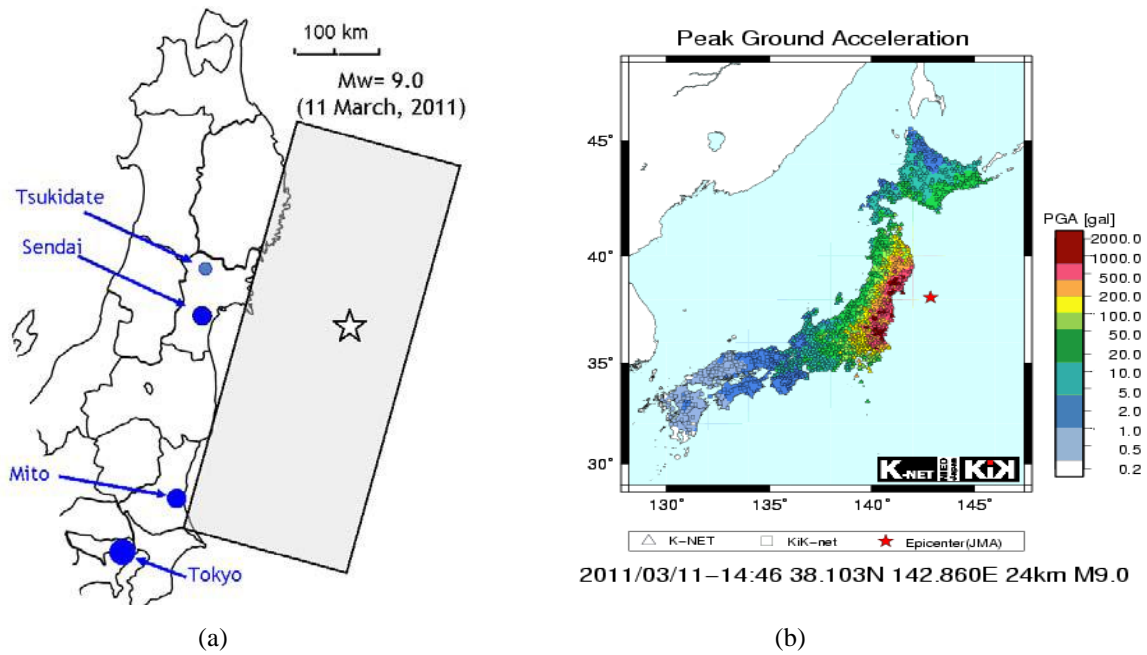 100 km
Mw= 9.0
(11 March, 2011)
Tsukidate
Sendai
Mito
Tokyo
(a)
Peak Ground Acceleration
45°
40°
35°
30°
130°
135°
140°
145°
PGA [gal]
2000.0
1000.0
500.0
200.0
100.0
50.0
20.0
10.0
5.0
2.0
1.0
0.5
0.2
K-NET NIED Japan KiK
K-NET KiK-net Epicenter(JMA)
2011/03/11-14:46 38.103N 142.860E 24km M9.0
(b)